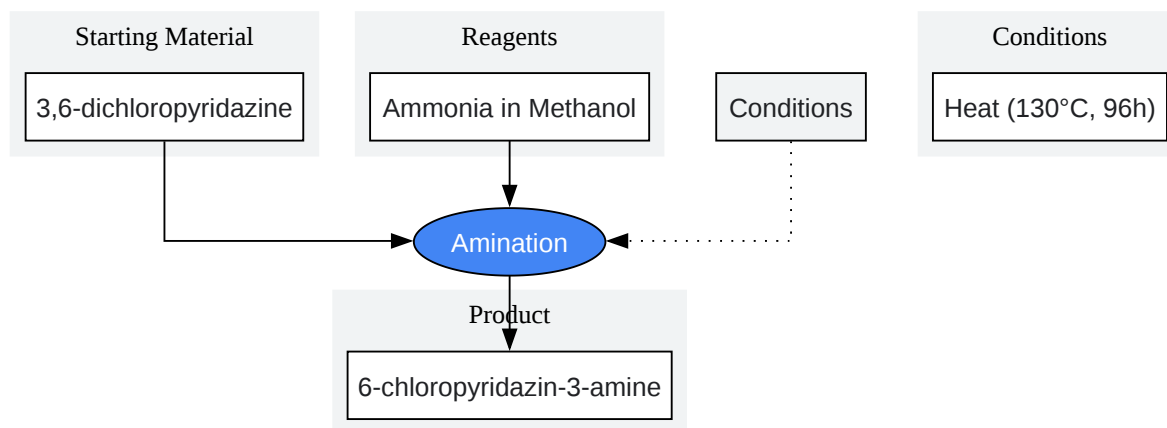 Starting Material
Reagents
Conditions
3,6-dichloropyridazine
Ammonia in Methanol
Conditions
Heat (130°C, 96h)
Amination
Product
6-chloropyridazin-3-amine